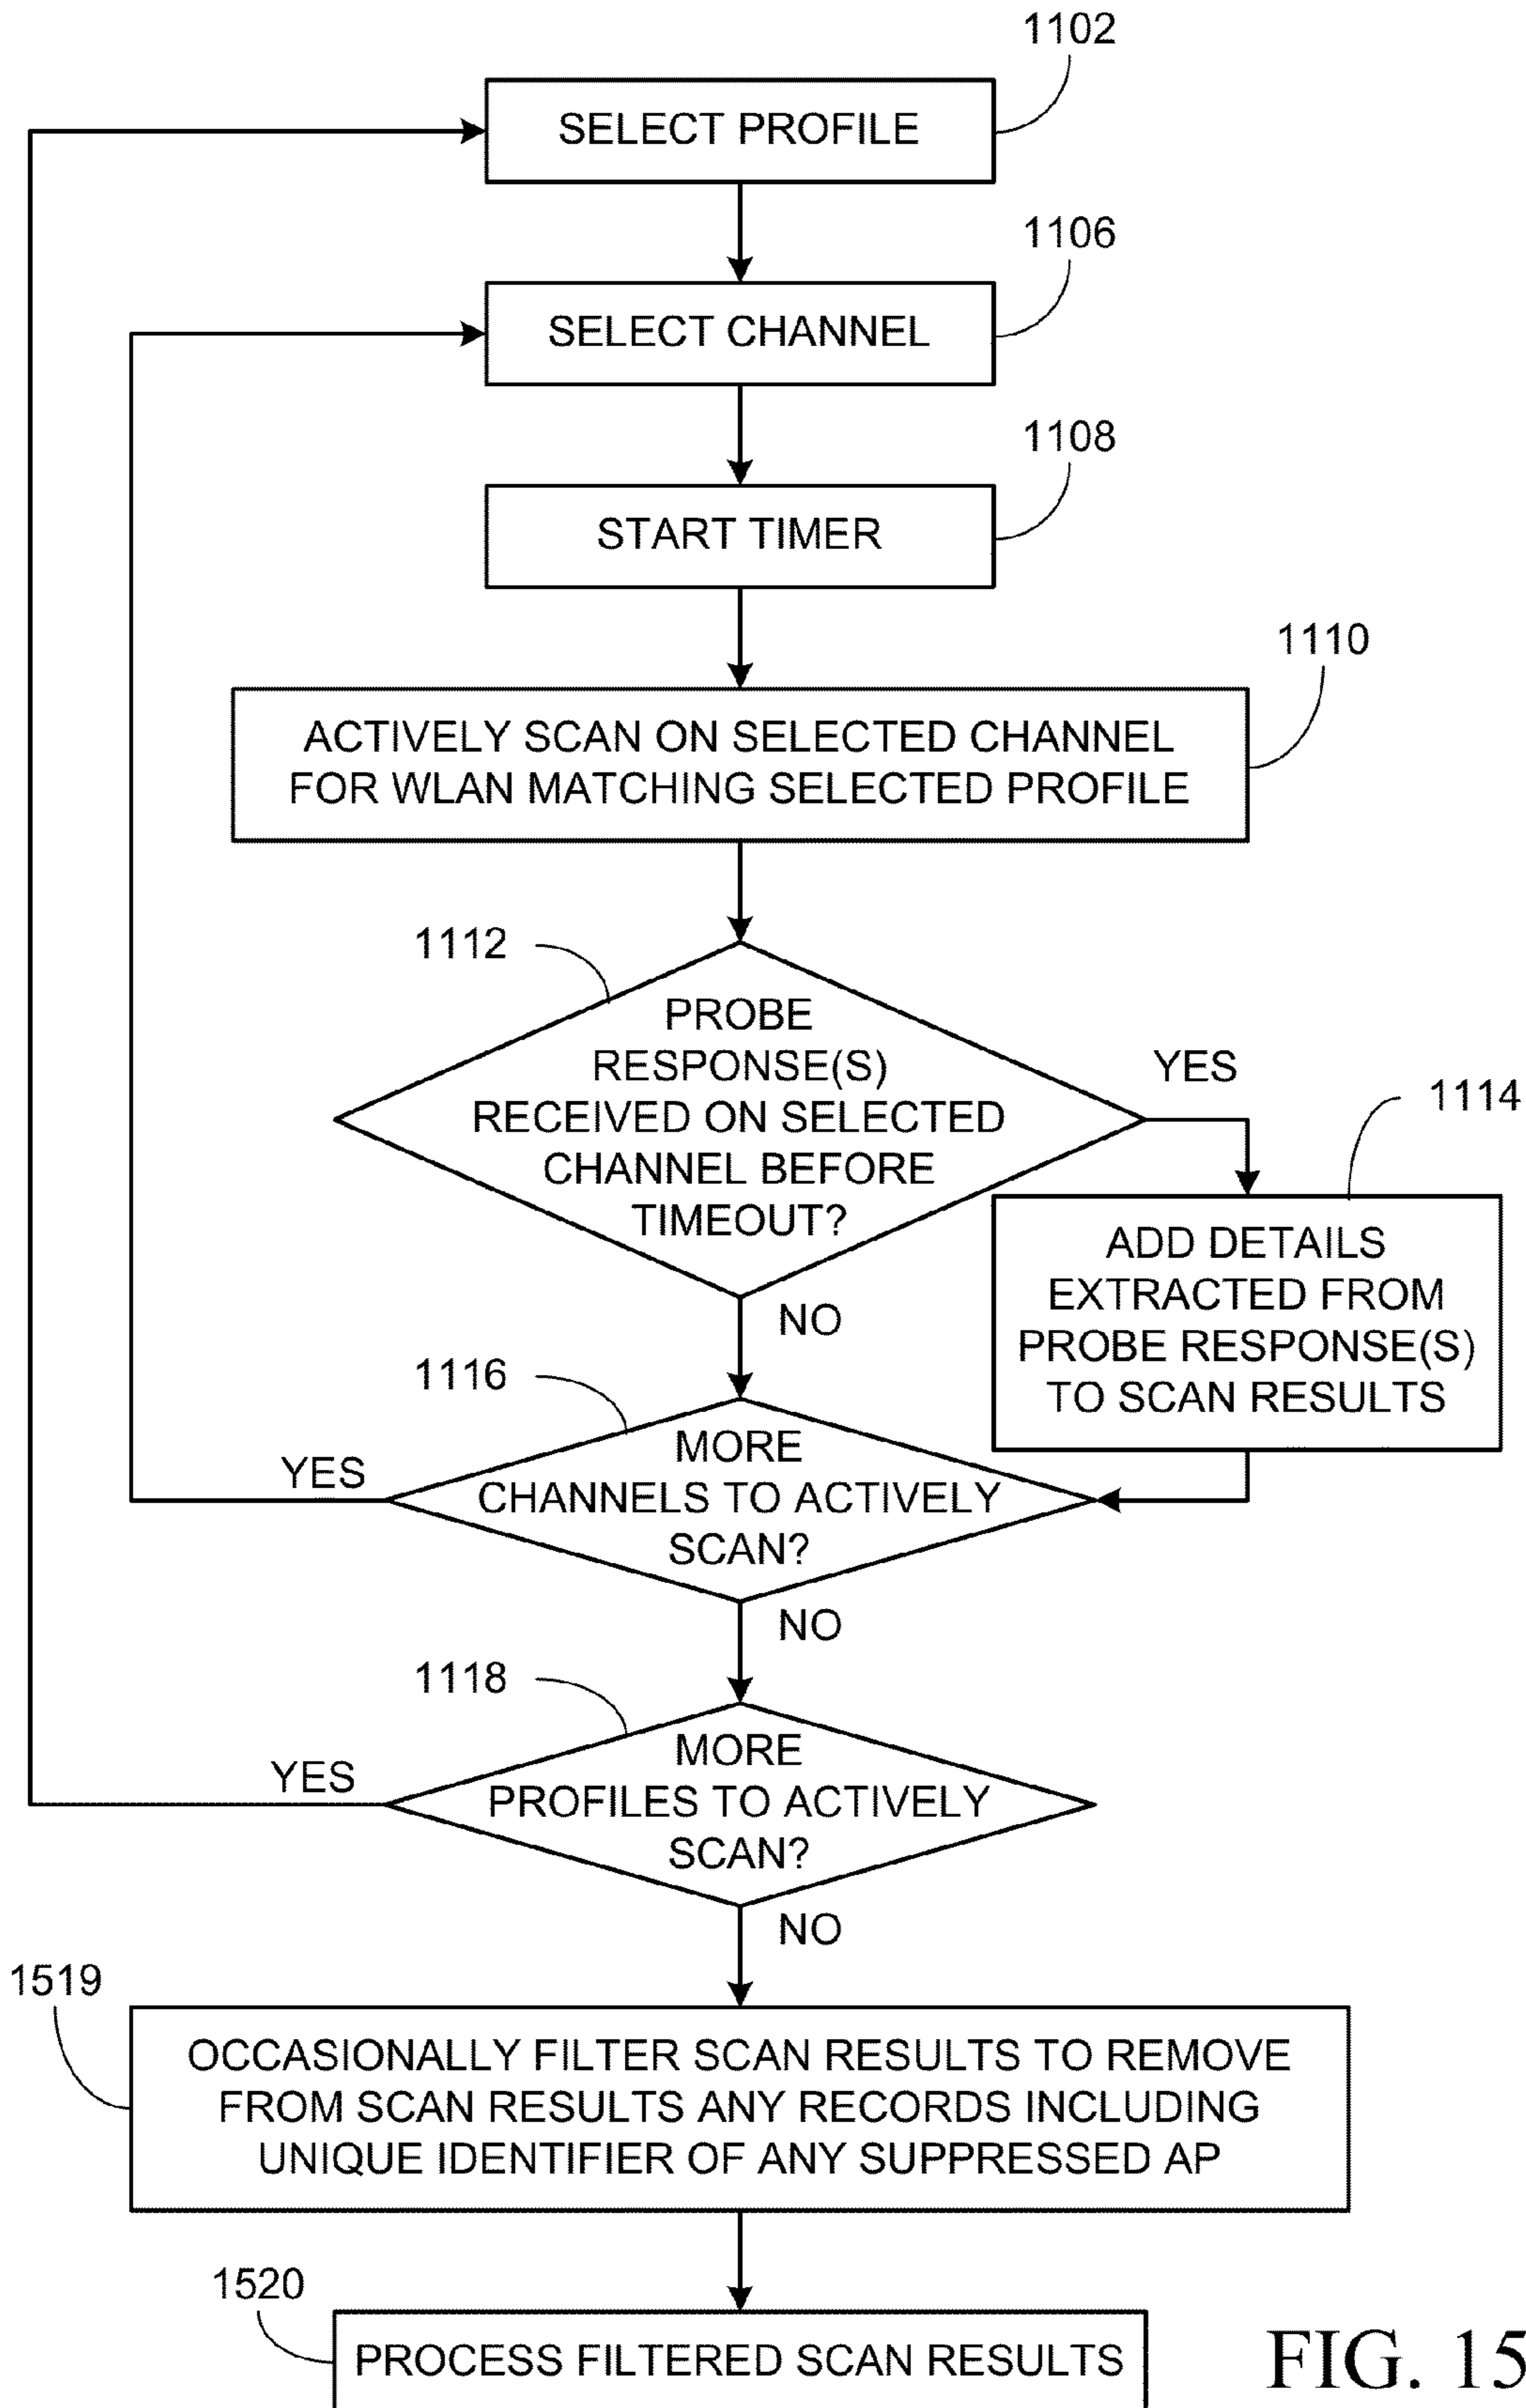 1102
SELECT PROFILE
1106
SELECT CHANNEL
1108
START TIMER
1110
ACTIVELY SCAN ON SELECTED CHANNEL
FOR WLAN MATCHING SELECTED PROFILE
1112
PROBE
RESPONSE(S)
RECEIVED ON SELECTED
CHANNEL BEFORE
TIMEOUT?
YES
1114
ADD DETAILS
EXTRACTED FROM
PROBE RESPONSE(S)
TO SCAN RESULTS
NO
1116
MORE
CHANNELS TO ACTIVELY
SCAN?
YES
NO
1118
MORE
PROFILES TO ACTIVELY
SCAN?
YES
NO
1519
OCCASIONALLY FILTER SCAN RESULTS TO REMOVE
FROM SCAN RESULTS ANY RECORDS INCLUDING
UNIQUE IDENTIFIER OF ANY SUPPRESSED AP
1520
PROCESS FILTERED SCAN RESULTS
FIG. 15